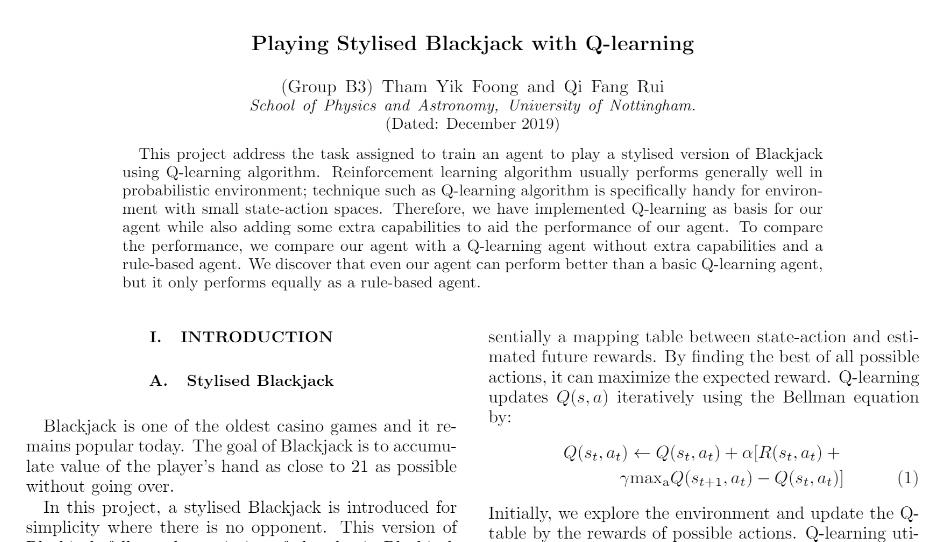 Playing Stylised Blackjack with Q-learning
(Group B3) Tham Yik Foong and Qi Fang Rui
School of Physics and Astronomy, University of Nottingham.
(Dated: December 2019)
This project address the task assigned to train an agent to play a stylised version of Blackjack
using Q-learning algorithm. Reinforcement learning algorithm usually performs generally well in
probabilistic environment; technique such as Q-learning algorithm is specifically handy for environ-
ment with small state-action spaces. Therefore, we have implemented Q-learning as basis for our
agent while also adding some extra capabilities to aid the performance of our agent. To compare
the performance, we compare our agent with a Q-learning agent without extra capabilities and a
rule-based agent. We discover that even our agent can perform better than a basic Q-learning agent,
but it only performs equally as a rule-based agent.
I. INTRODUCTION
A. Stylised Blackjack
Blackjack is one of the oldest casino games and it re-
mains popular today. The goal of Blackjack is to accumu-
late value of the player's hand as close to 21 as possible
without going over.
In this project, a stylised Blackjack is introduced for
simplicity where there is no opponent. This version of
sentially a mapping table between state-action and esti-
mated future rewards. By finding the best of all possible
actions, it can maximize the expected reward. Q-learning
updates Q(s, a) iteratively using the Bellman equation
by:
Q(s_t, a_t) ← Q(s_t, a_t) + α[R(s_t, a_t) +
γmax_a Q(s_{t+1}, a_t) − Q(s_t, a_t)] (1)
Initially, we explore the environment and update the Q-
table by the rewards of possible actions. Q-learning uti-